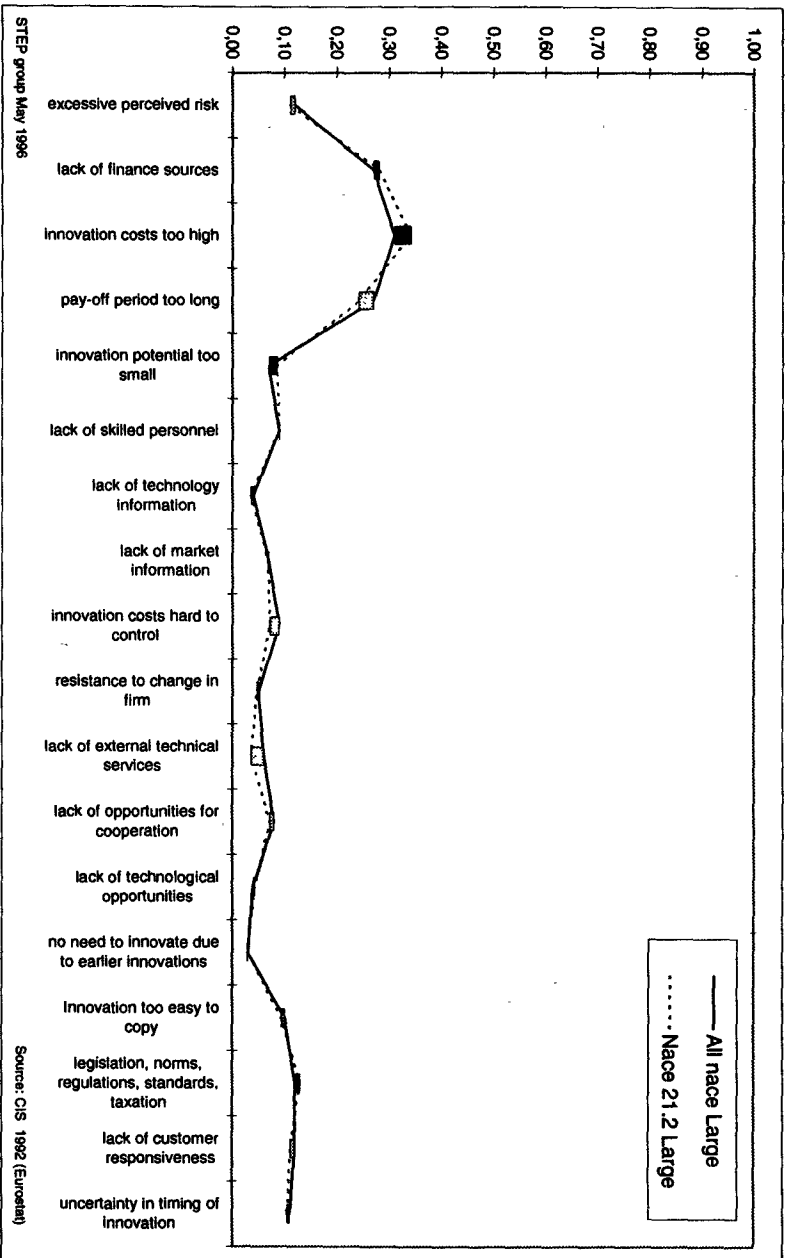 1,00
0,90
0,80
0,70
0,60
0,50
0,40
0,30
0,20
0,10
0,00
All nace Large
Nace 21.2 Large
excessive perceived risk
lack of finance sources
innovation costs too high
pay-off period too long
innovation potential too
small
lack of skilled personnel
lack of technology
information
lack of market
information
innovation costs hard to
control
resistance to change in
firm
lack of external technical
services
lack of opportunities for
cooperation
lack of technological
opportunities
no need to innovate due
to earlier innovations
Innovation too easy to
copy
legislation, norms,
regulations, standards,
taxation
lack of customer
responsiveness
uncertainty in timing of
innovation
STEP group May 1996
Source: CIS 1992 (Eurostat)